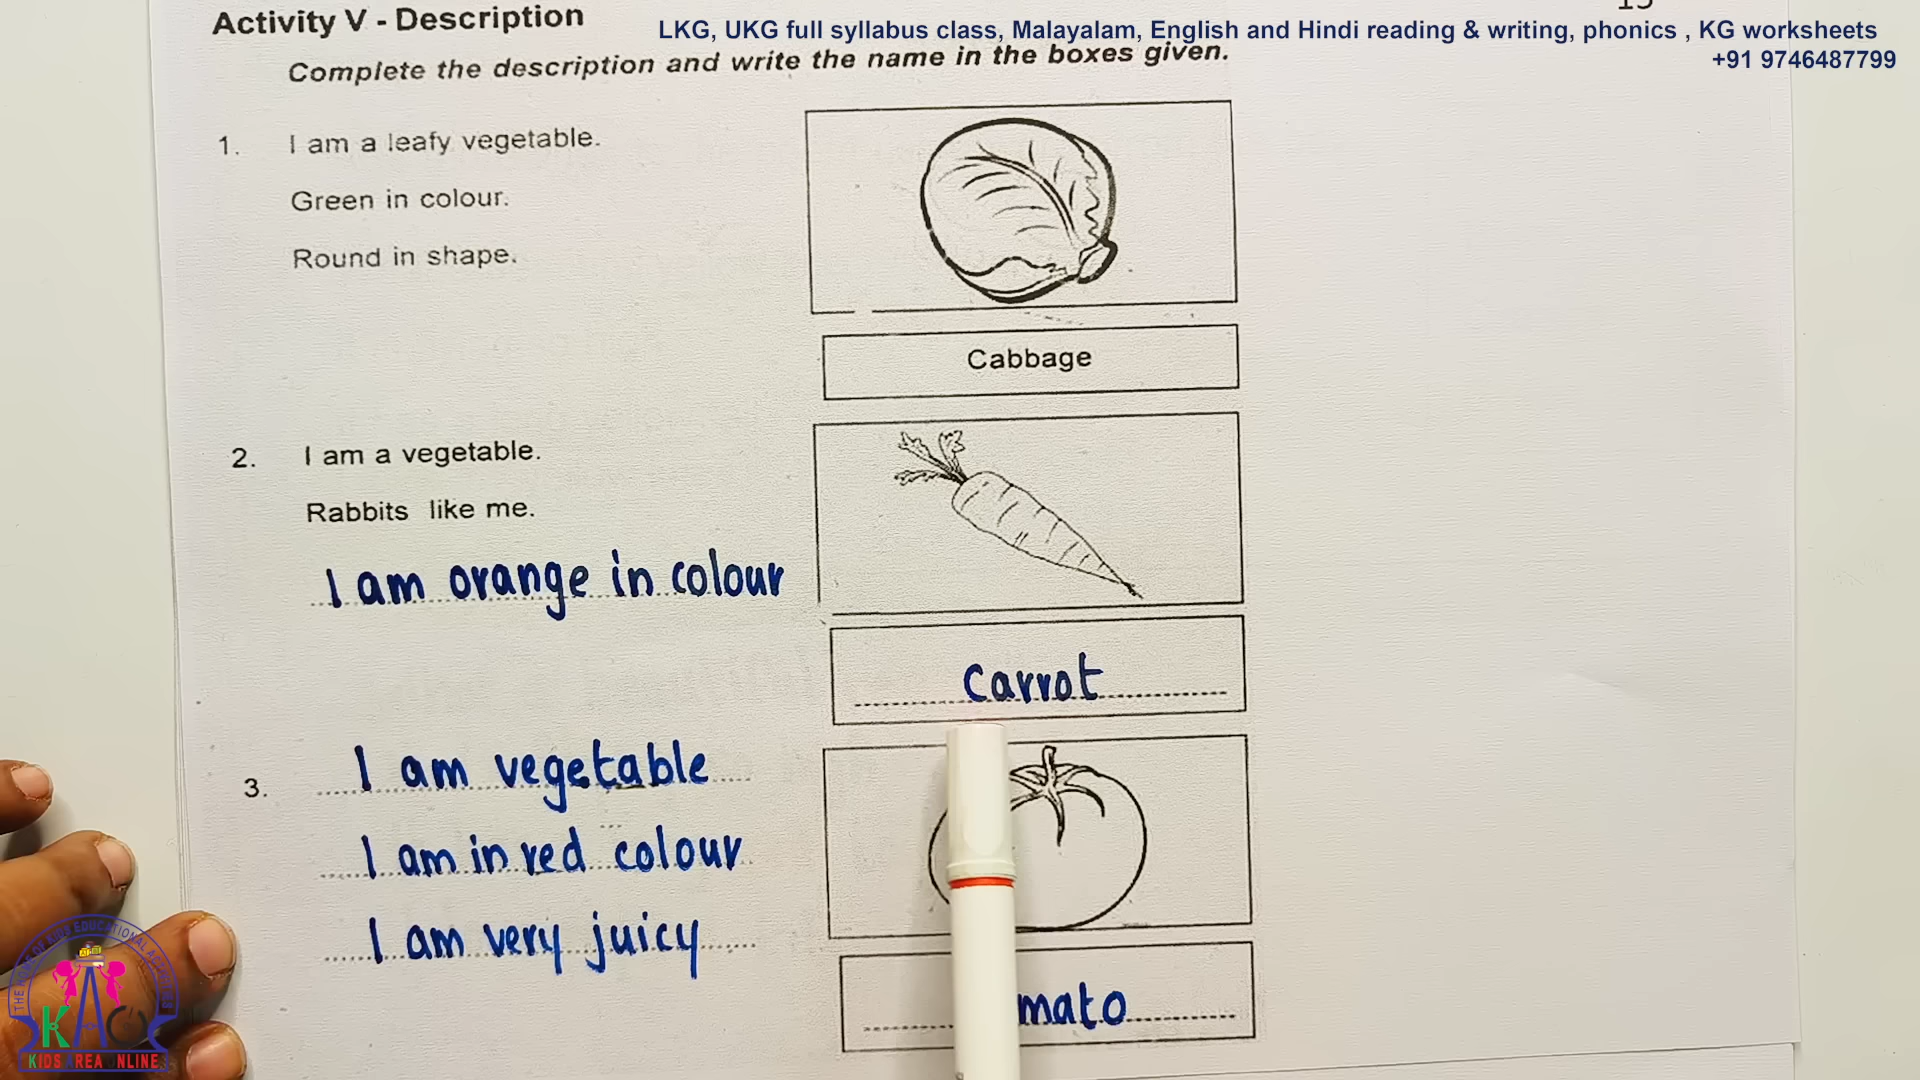 Activity V - Description
LKG, UKG full syllabus class, Malayalam, English and Hindi reading & writing, phonics , KG worksheets
+91 9746487799
Complete the description and write the name in the boxes given.
1. I am a leafy vegetable.
Green in colour.
Round in shape.
Cabbage
2. I am a vegetable.
Rabbits like me.
I am orange in colour
Carrot
3. I am vegetable
I am in red colour
I am very juicy
mato
KIDS AREA ONLINE